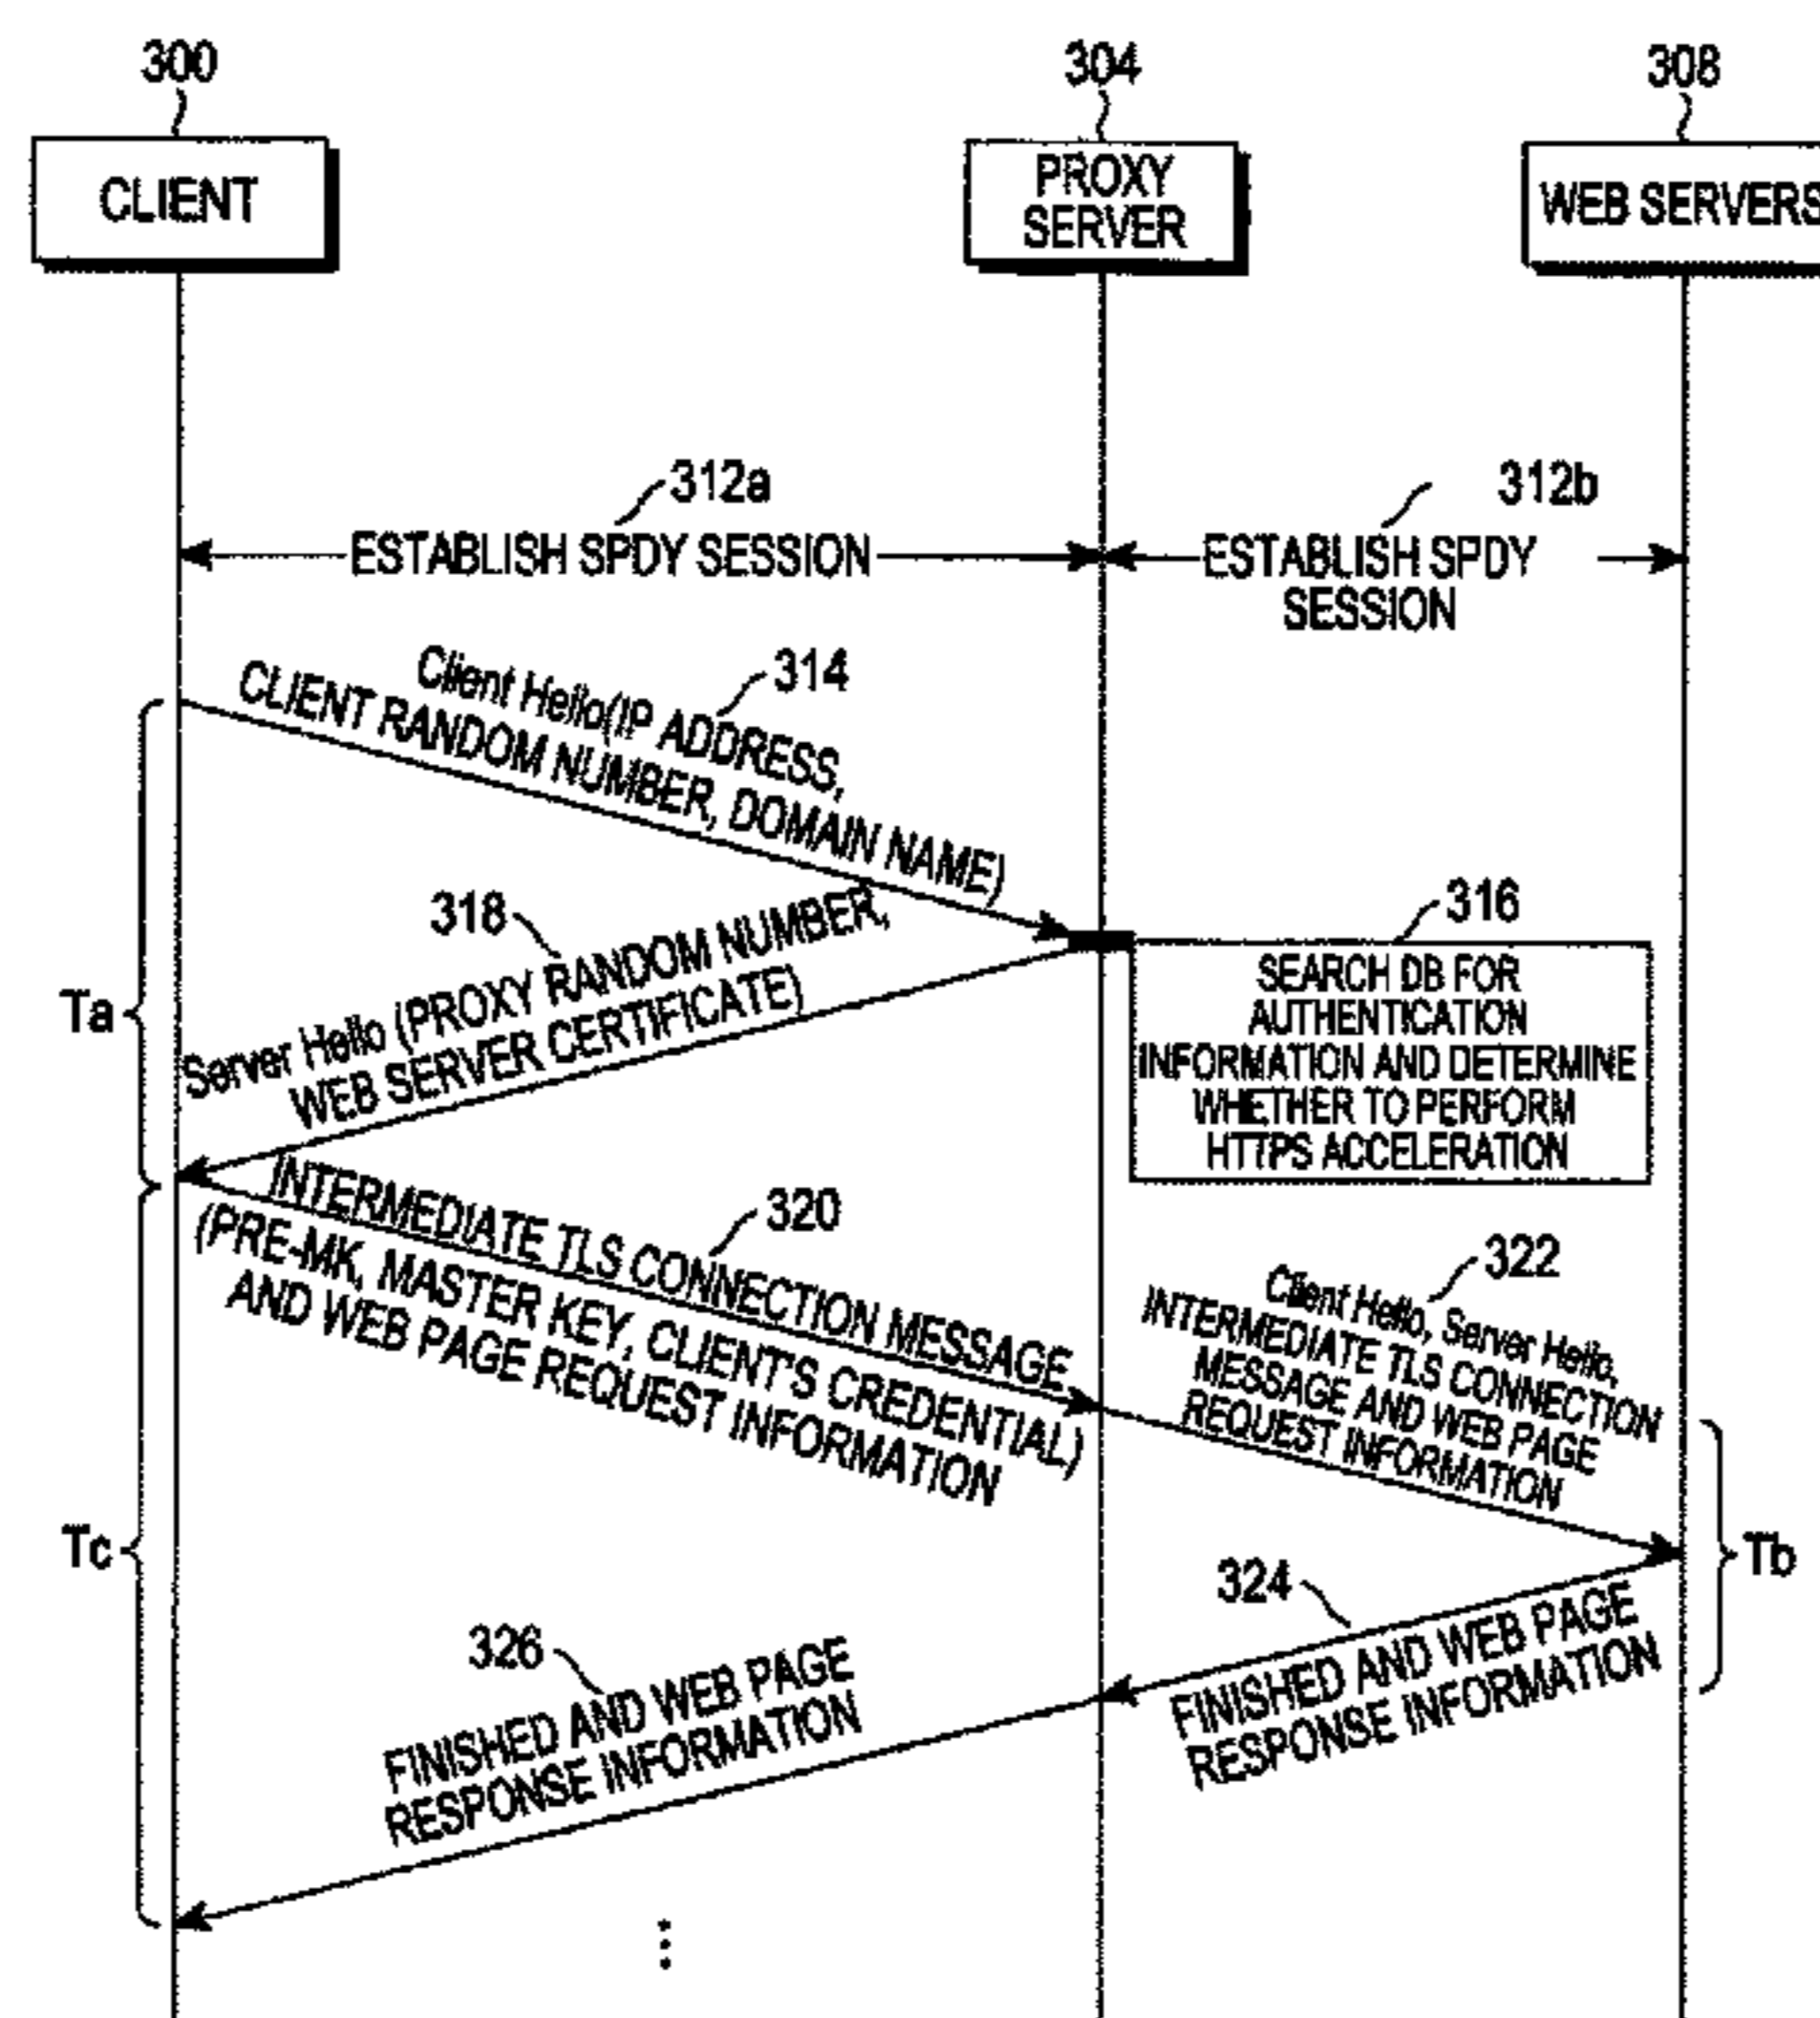 300
304
308
CLIENT
PROXY
SERVER
WEB SERVERS
312a
312b
ESTABLISH SPDY SESSION
ESTABLISH SPDY
SESSION
314
Client Hello(IP ADDRESS,
CLIENT RANDOM NUMBER, DOMAIN NAME)
316
SEARCH DB FOR
AUTHENTICATION
INFORMATION AND DETERMINE
WHETHER TO PERFORM
HTTPS ACCELERATION
318
Server Hello (PROXY RANDOM NUMBER,
WEB SERVER CERTIFICATE)
Ta
320
INTERMEDIATE TLS CONNECTION MESSAGE
(PRE-MK, MASTER KEY, CLIENT'S CREDENTIAL)
AND WEB PAGE REQUEST INFORMATION
322
Client Hello, Server Hello,
INTERMEDIATE TLS CONNECTION
MESSAGE AND WEB PAGE
REQUEST INFORMATION
Tc
Tb
324
FINISHED AND WEB PAGE
RESPONSE INFORMATION
326
FINISHED AND WEB PAGE
RESPONSE INFORMATION